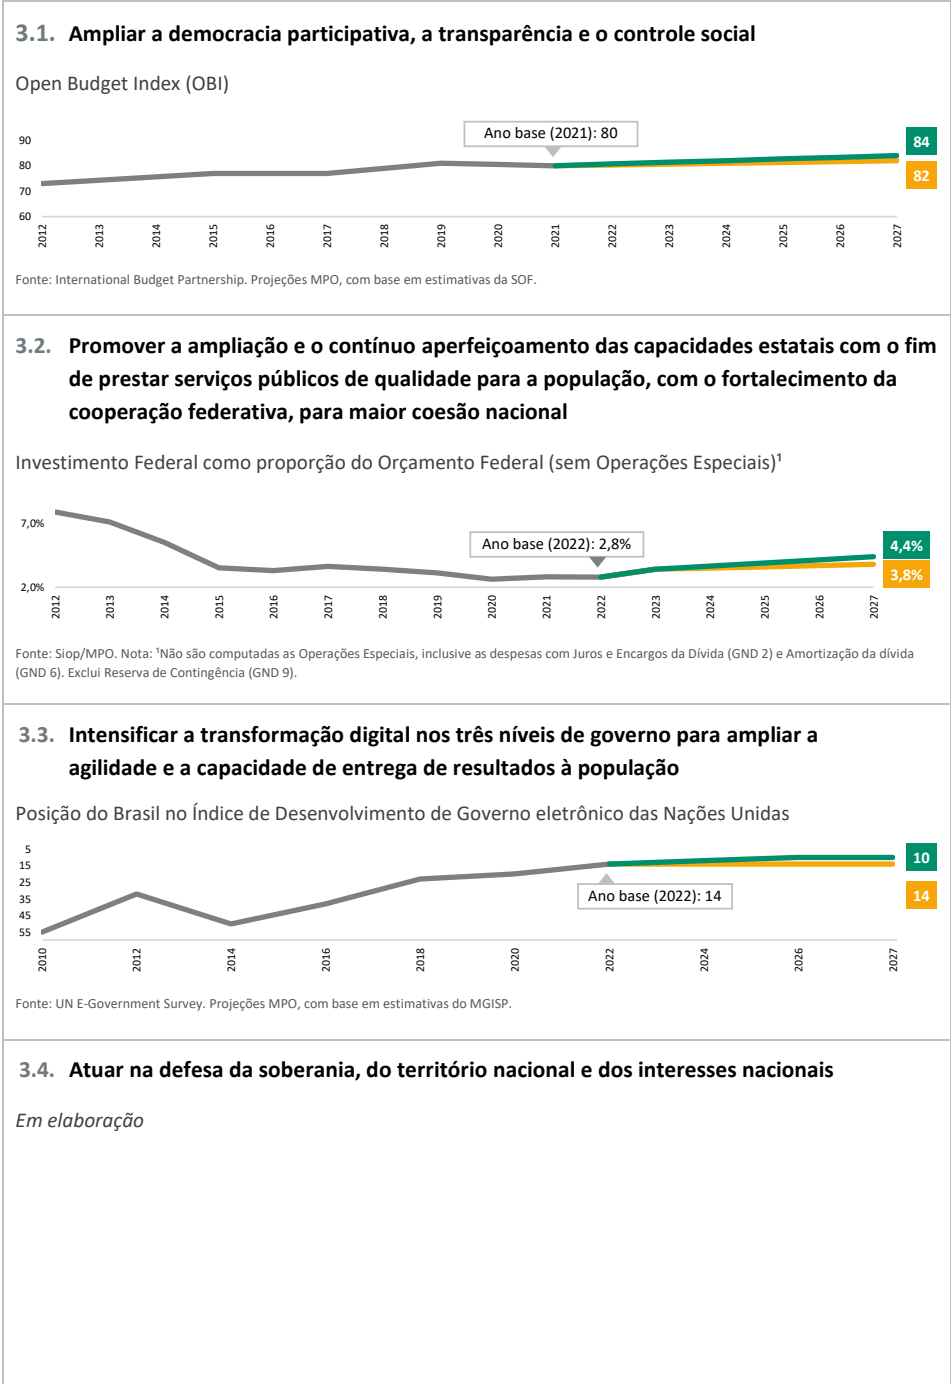 3.1. Ampliar a democracia participativa, a transparência e o controle social
Open Budget Index (OBI)
Ano base (2021): 80
90
80
70
60
84
82
2012 2013 2014 2015 2016 2017 2018 2019 2020 2021 2022 2023 2024 2025 2026 2027
Fonte: International Budget Partnership. Projeções MPO, com base em estimativas da SOF.
3.2. Promover a ampliação e o contínuo aperfeiçoamento das capacidades estatais com o fim
de prestar serviços públicos de qualidade para a população, com o fortalecimento da
cooperação federativa, para maior coesão nacional
Investimento Federal como proporção do Orçamento Federal (sem Operações Especiais)¹
7,0%
2,0%
Ano base (2022): 2,8%
4,4%
3,8%
2012 2013 2014 2015 2016 2017 2018 2019 2020 2021 2022 2023 2024 2025 2026 2027
Fonte: Siop/MPO. Nota: ¹Não são computadas as Operações Especiais, inclusive as despesas com Juros e Encargos da Dívida (GND 2) e Amortização da dívida
(GND 6). Exclui Reserva de Contingência (GND 9).
3.3. Intensificar a transformação digital nos três níveis de governo para ampliar a
agilidade e a capacidade de entrega de resultados à população
Posição do Brasil no Índice de Desenvolvimento de Governo eletrônico das Nações Unidas
5
15
25
35
45
55
10
14
Ano base (2022): 14
2010 2012 2014 2016 2018 2020 2022 2024 2026 2027
Fonte: UN E-Government Survey. Projeções MPO, com base em estimativas do MGISP.
3.4. Atuar na defesa da soberania, do território nacional e dos interesses nacionais
Em elaboração